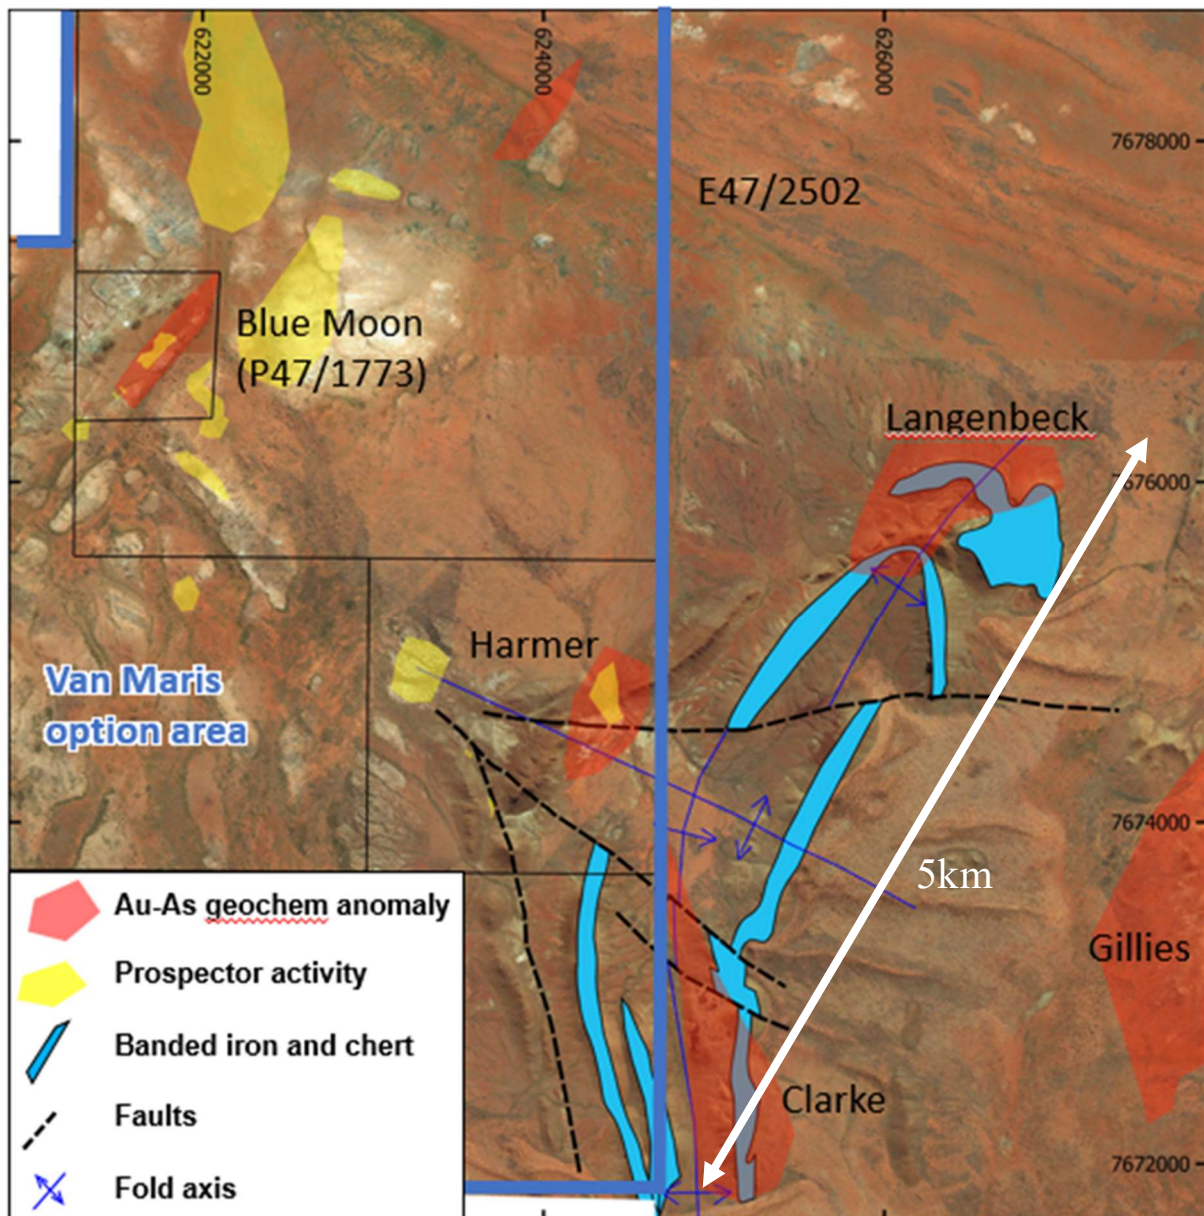 622000
624000
626000
7678000
E47/2502
Blue Moon
(P47/1773)
Langenbeck
7676000
Harmer
Van Maris
option area
7674000
5km
Au-As geochem anomaly
Gillies
Prospector activity
Banded iron and chert
Clarke
Faults
7672000
Fold axis